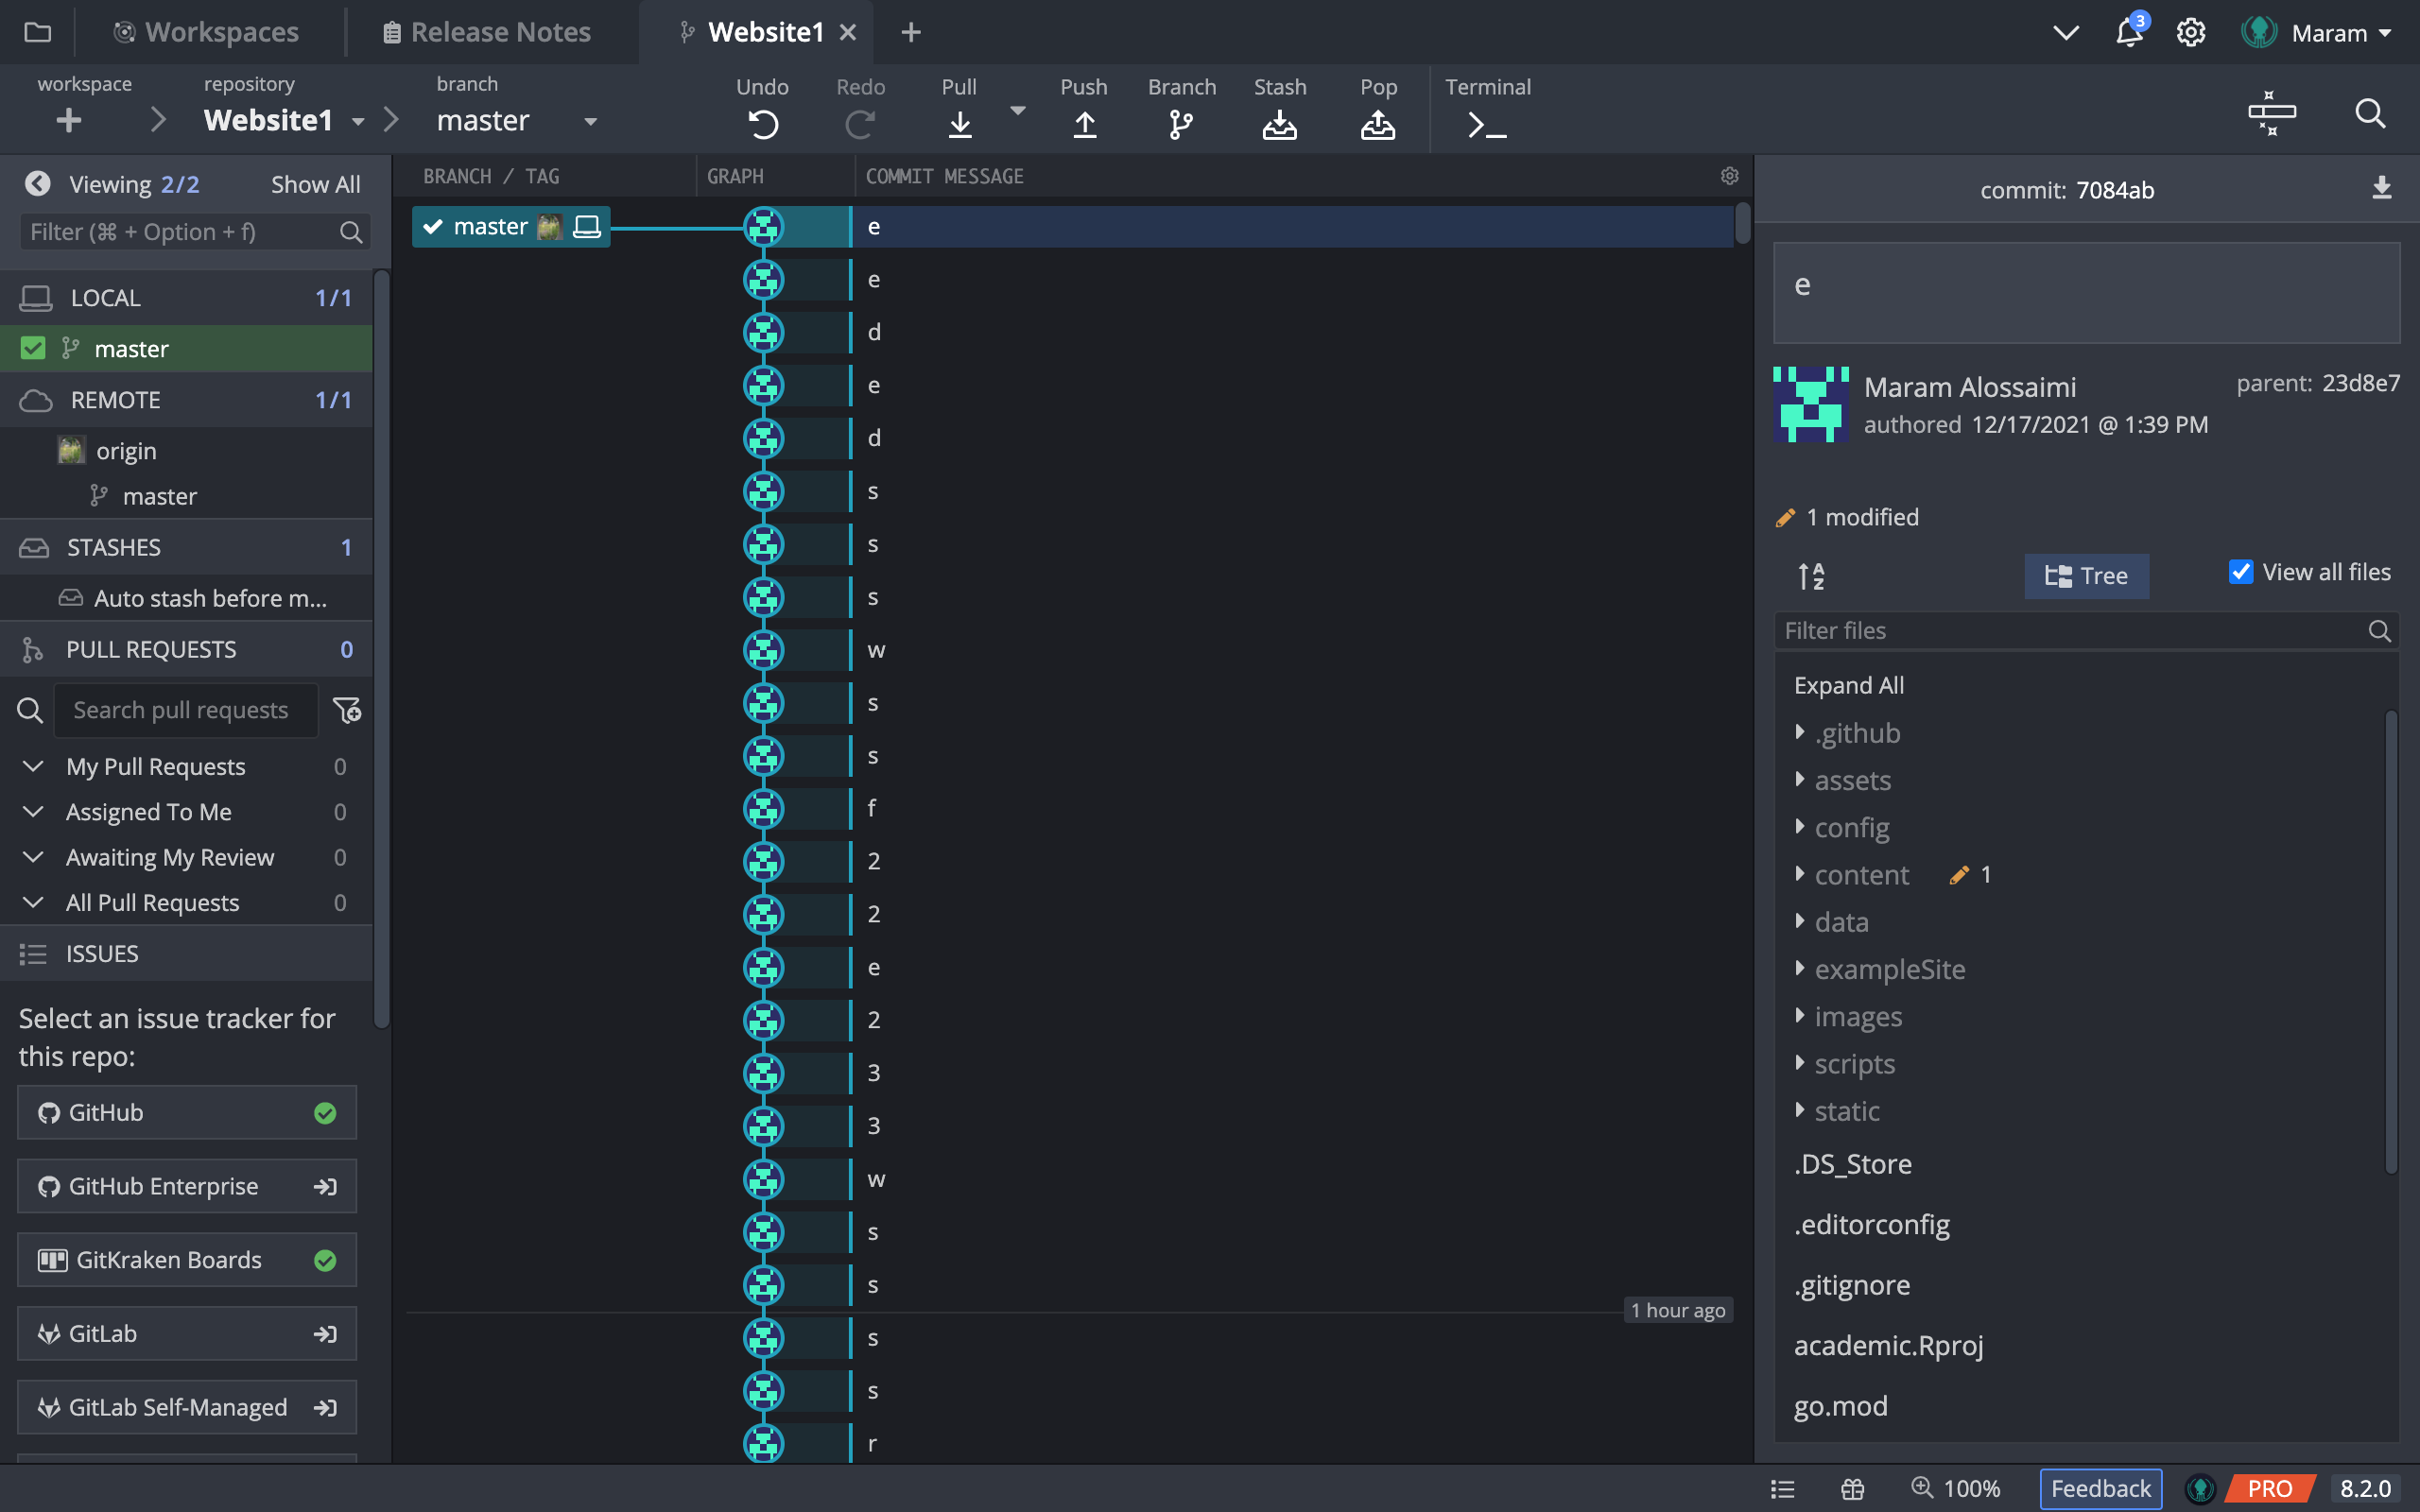 Workspaces
Release Notes
Website1
3
Maram
workspace
repository
Website1
branch
master
Undo
Redo
Pull
Push
Branch
Stash
Pop
Terminal
Viewing 2/2
Show All
Filter (⌘ + Option + f)
LOCAL 1/1
master
REMOTE 1/1
origin
master
STASHES 1
Auto stash before m...
PULL REQUESTS 0
Search pull requests
My Pull Requests 0
Assigned To Me 0
Awaiting My Review 0
All Pull Requests 0
ISSUES
Select an issue tracker for
this repo:
GitHub
GitHub Enterprise
GitKraken Boards
GitLab
GitLab Self-Managed
BRANCH / TAG
GRAPH
COMMIT MESSAGE
master
e
e
d
e
d
s
s
s
w
s
s
f
2
2
e
2
3
3
w
s
s
1 hour ago
s
s
r
commit: 7084ab
e
Maram Alossaimi
parent: 23d8e7
authored 12/17/2021 @ 1:39 PM
1 modified
A
Z
Tree
View all files
Filter files
Expand All
.github
assets
config
content 1
data
exampleSite
images
scripts
static
.DS_Store
.editorconfig
.gitignore
academic.Rproj
go.mod
100%
Feedback
PRO
8.2.0